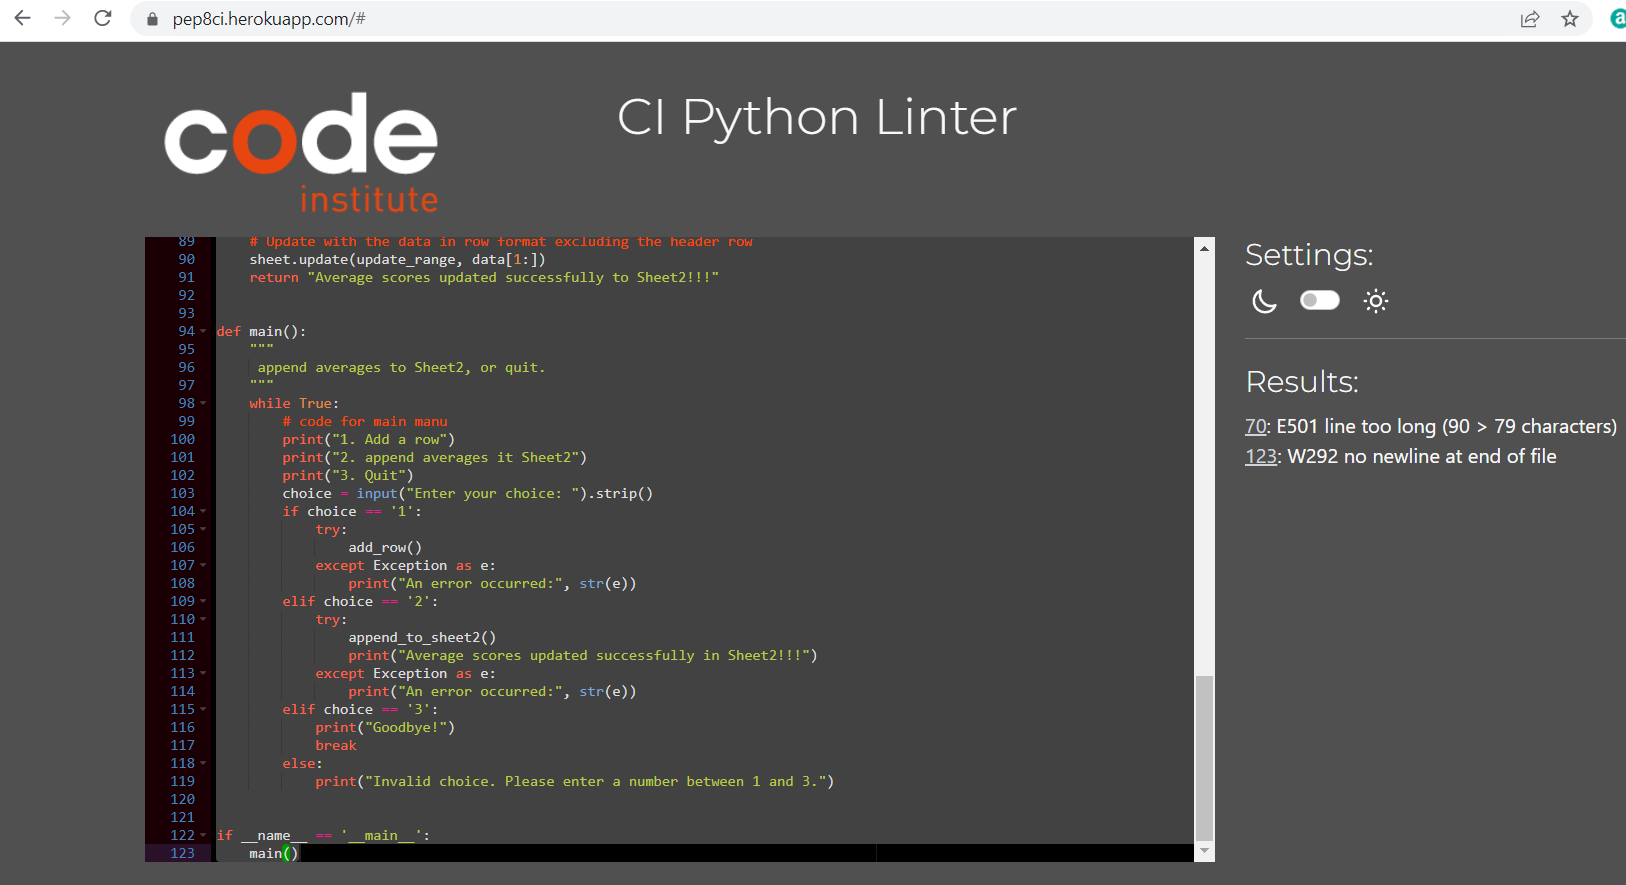 pep8ci.herokuapp.com/#
a
code
institute
CI Python Linter
89 # Update with the data in row format excluding the header row
90 sheet.update(update_range, data[1:])
91 return "Average scores updated successfully to Sheet2!!!"
92
93
94 def main():
95 """
96 append averages to Sheet2, or quit.
97 """
98 while True:
99 # code for main manu
100 print("1. Add a row")
101 print("2. append averages it Sheet2")
102 print("3. Quit")
103 choice = input("Enter your choice: ").strip()
104 if choice == '1':
105 try:
106 add_row()
107 except Exception as e:
108 print("An error occurred:", str(e))
109 elif choice == '2':
110 try:
111 append_to_sheet2()
112 print("Average scores updated successfully in Sheet2!!!")
113 except Exception as e:
114 print("An error occurred:", str(e))
115 elif choice == '3':
116 print("Goodbye!")
117 break
118 else:
119 print("Invalid choice. Please enter a number between 1 and 3.")
120
121
122 if __name__ == '__main__':
123 main()
Settings:
Results:
70: E501 line too long (90 > 79 characters)
123: W292 no newline at end of file